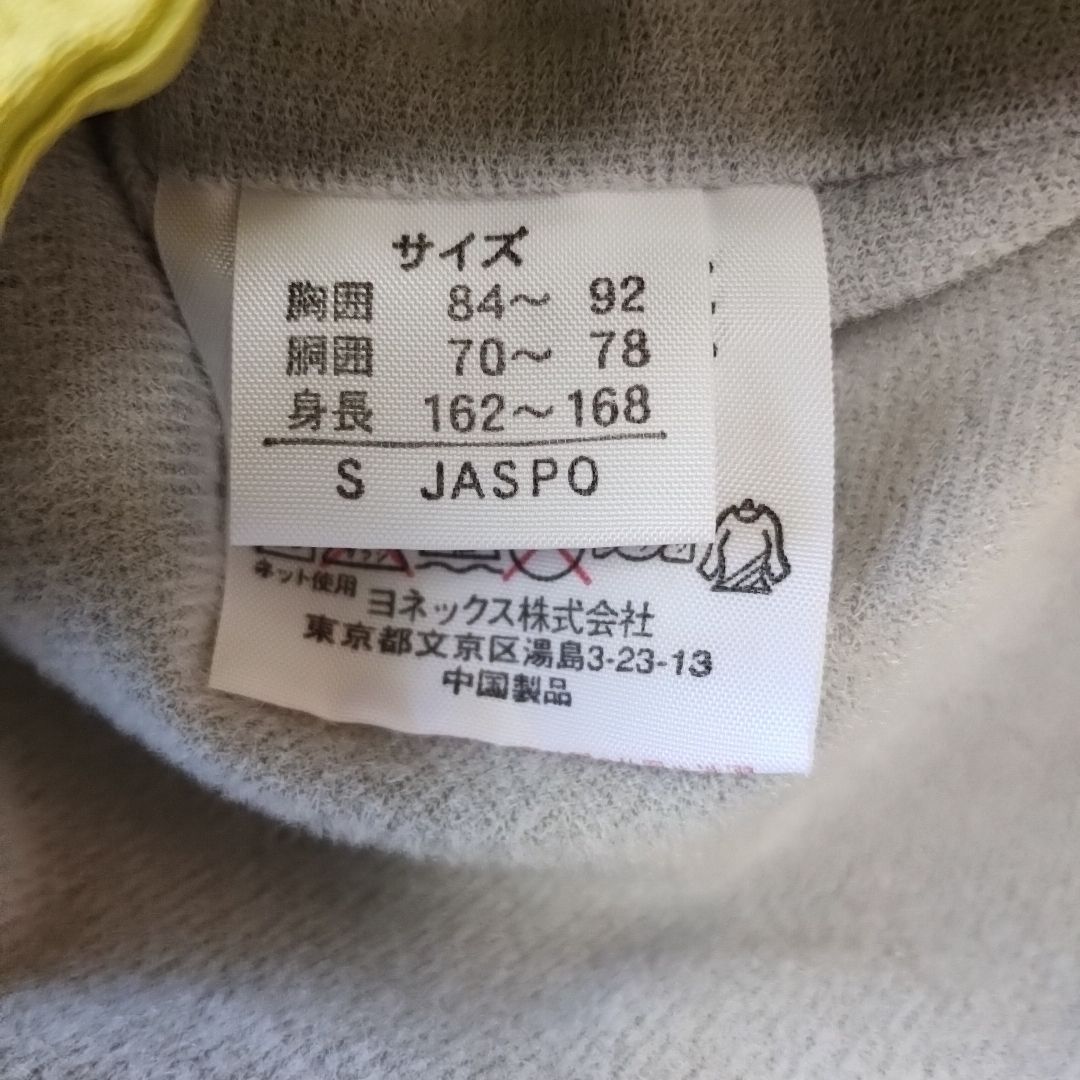 サイズ
胸囲 84～ 92
胴囲 70～ 78
身長 162～168
S JASPO
ネット使用
ヨネックス株式会社
東京都文京区湯島3-23-13
中国製品